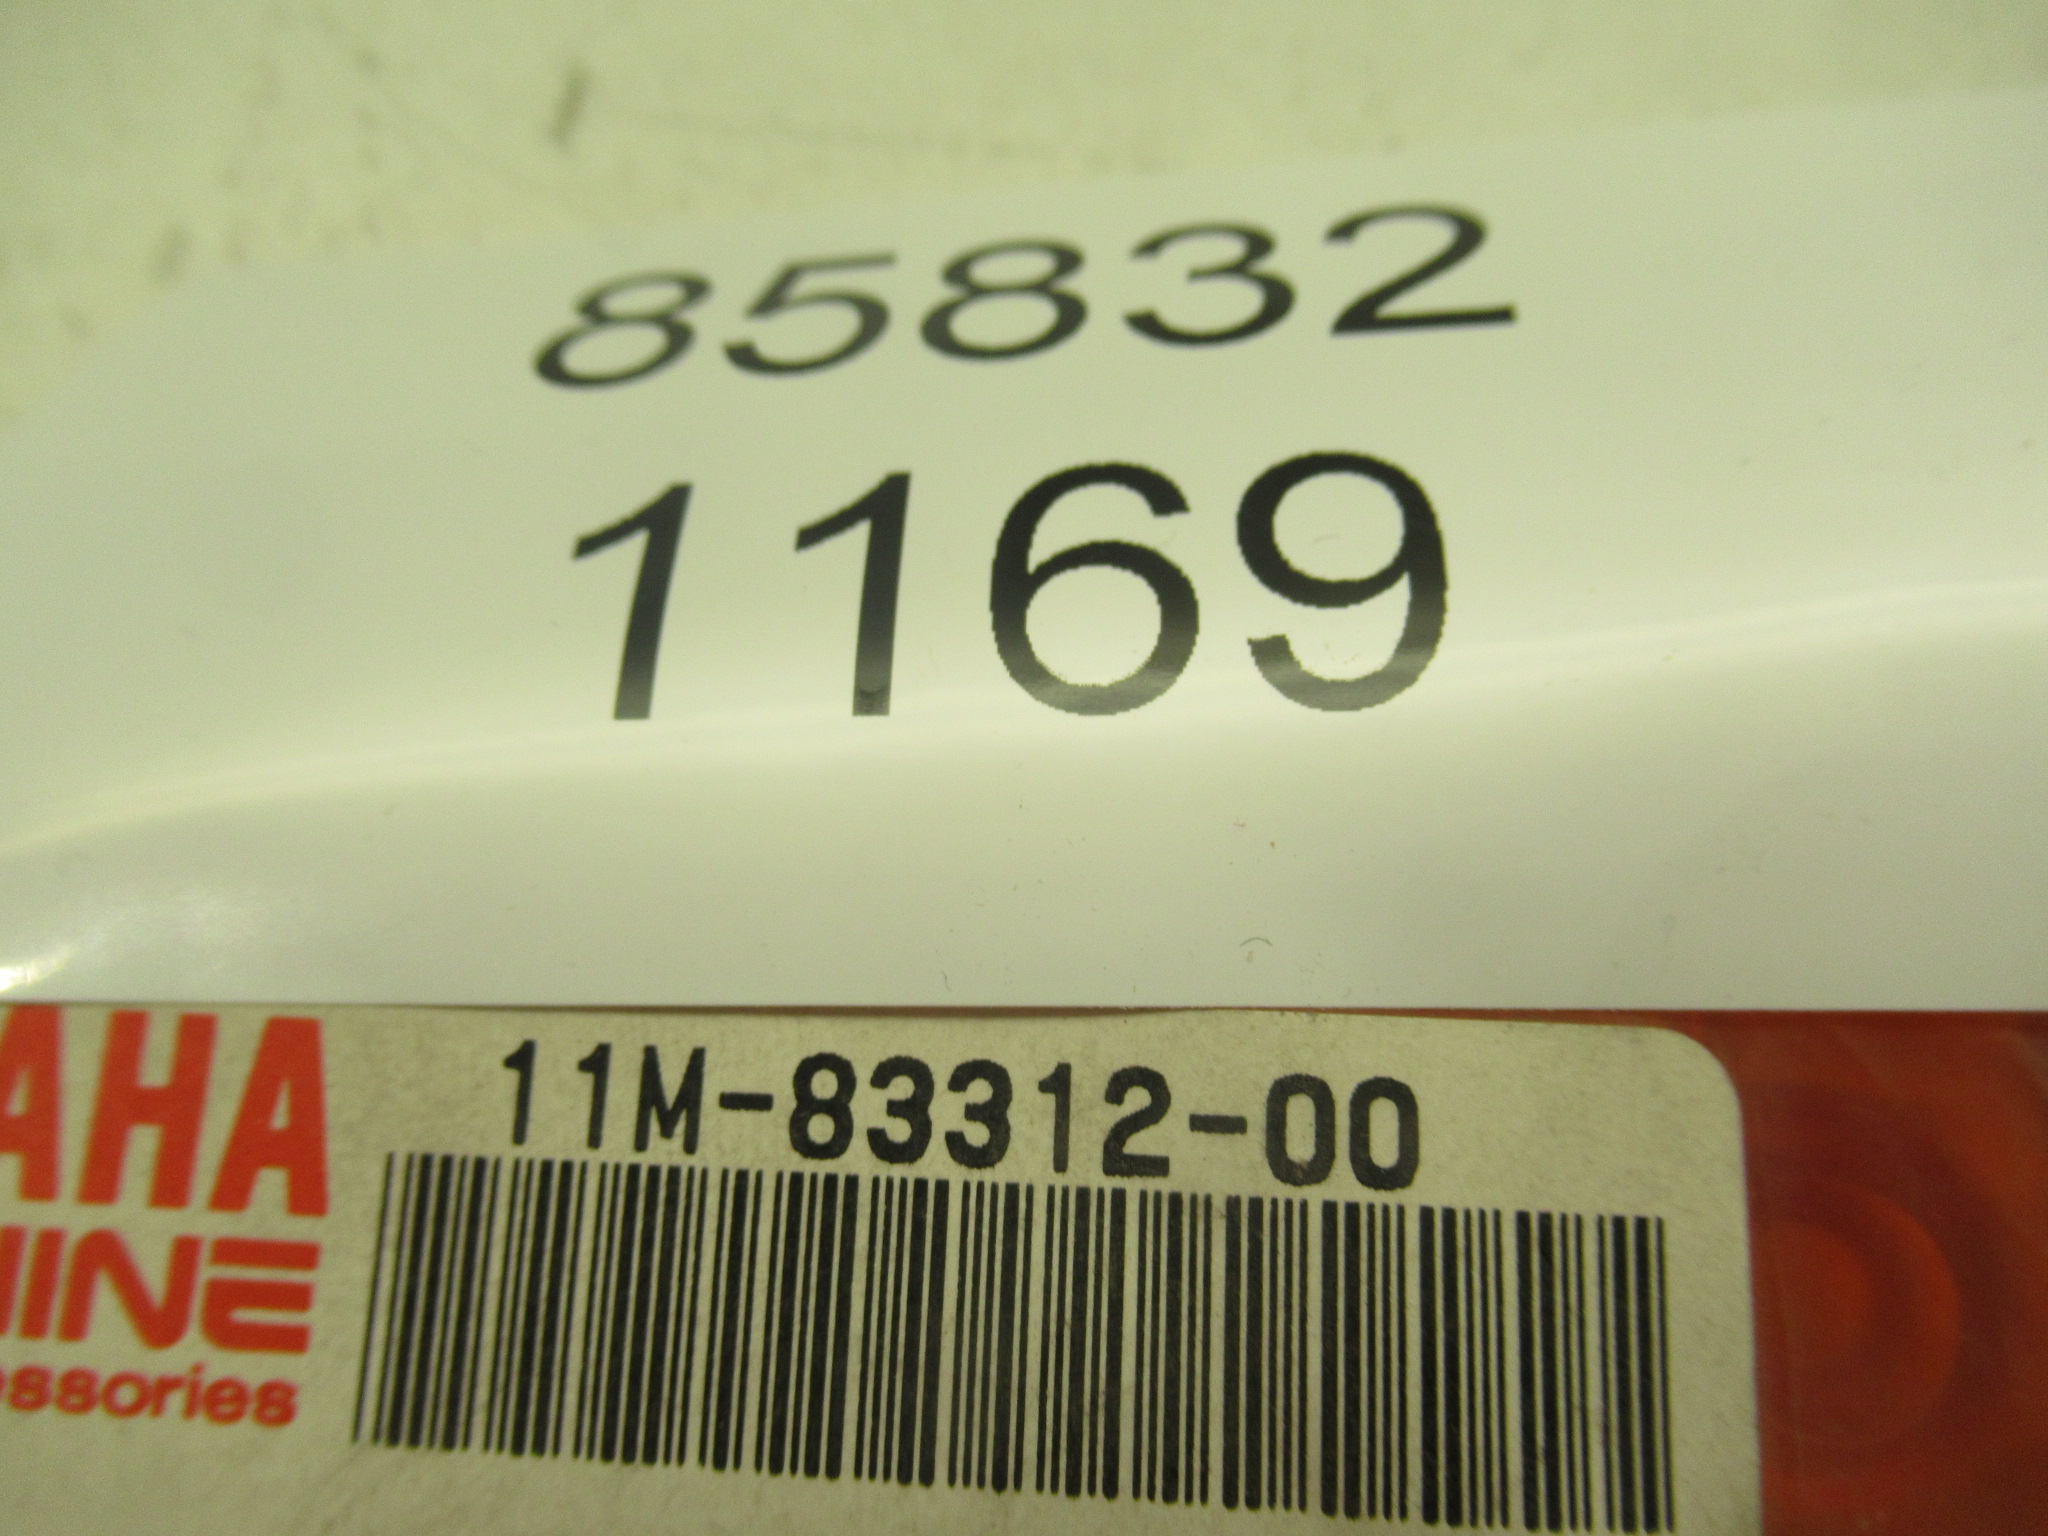 85832
1169
AHA
11M-83312-00
INE
essories